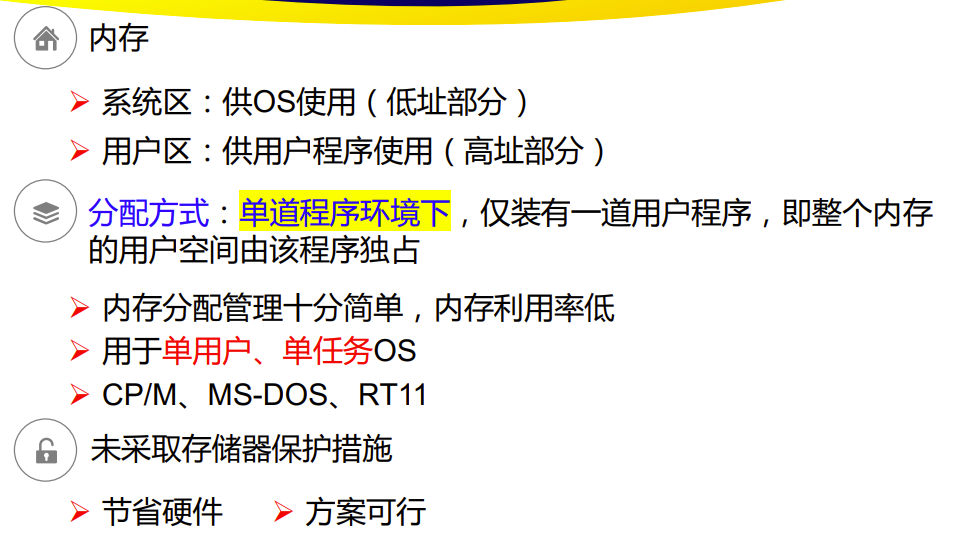 内存
系统区：供OS使用（低址部分）
用户区：供用户程序使用（高址部分）
分配方式：单道程序环境下，仅装有一道用户程序，即整个内存
的用户空间由该程序独占
内存分配管理十分简单，内存利用率低
用于单用户、单任务OS
CP/M、MS-DOS、RT11
未采取存储器保护措施
节省硬件 方案可行